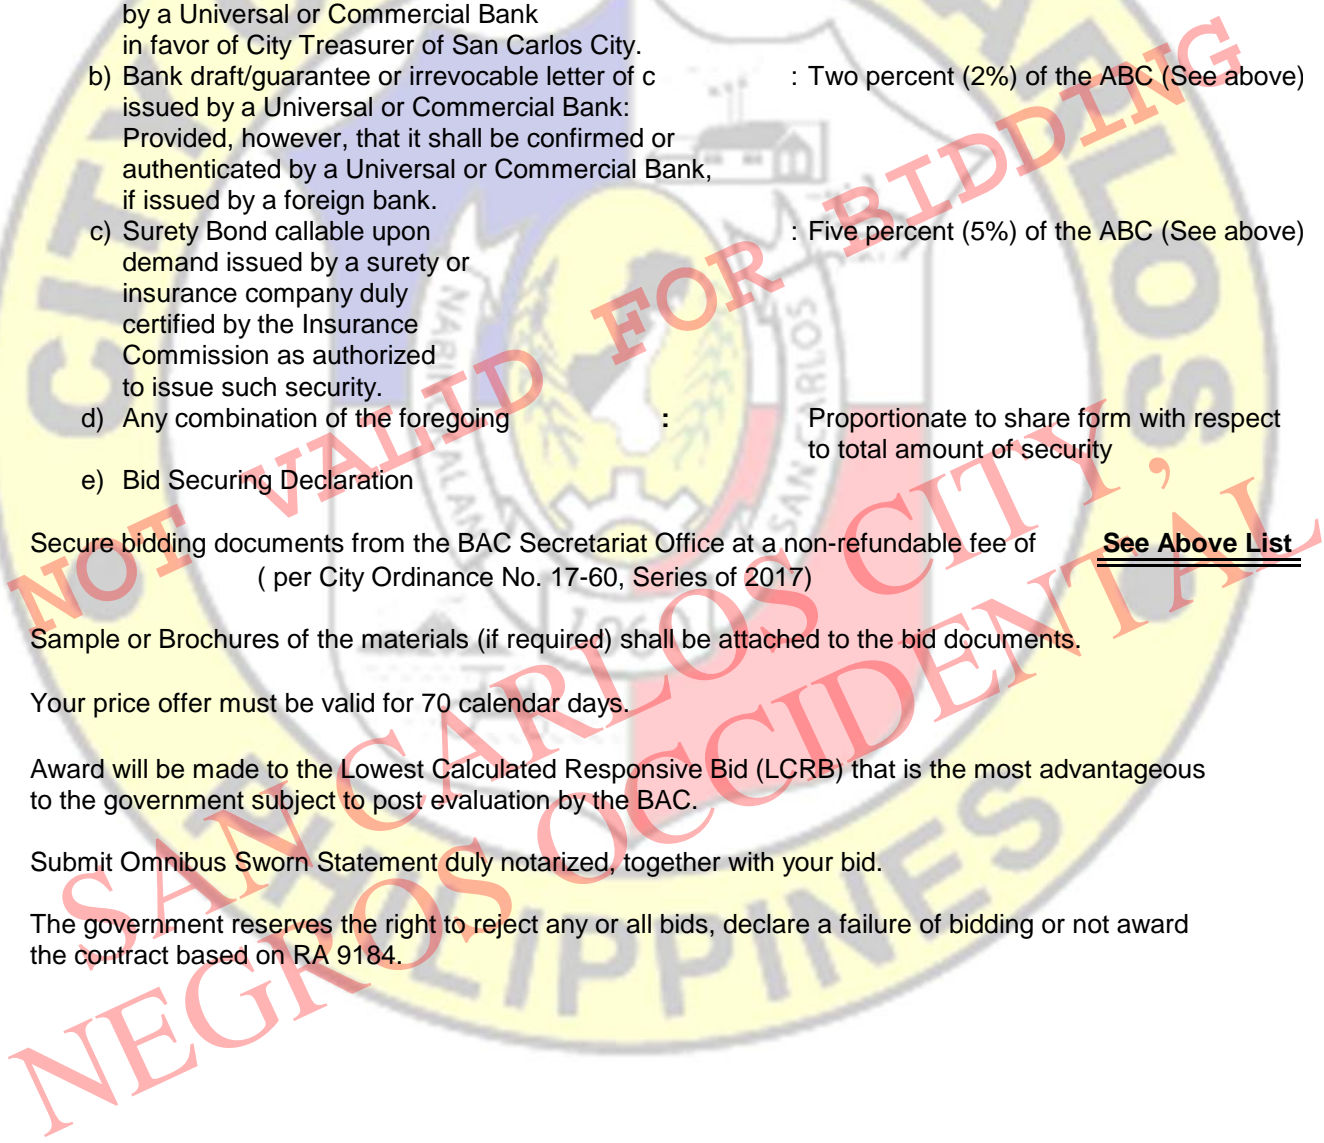 by a Universal or Commercial Bank
in favor of City Treasurer of San Carlos City.
b) Bank draft/guarantee or irrevocable letter of c : Two percent (2%) of the ABC (See above)
issued by a Universal or Commercial Bank:
Provided, however, that it shall be confirmed or
authenticated by a Universal or Commercial Bank,
if issued by a foreign bank.
c) Surety Bond callable upon : Five percent (5%) of the ABC (See above)
demand issued by a surety or
insurance company duly
certified by the Insurance
Commission as authorized
to issue such security.
d) Any combination of the foregoing : Proportionate to share form with respect
to total amount of security
e) Bid Securing Declaration
Secure bidding documents from the BAC Secretariat Office at a non-refundable fee of See Above List
( per City Ordinance No. 17-60, Series of 2017)
Sample or Brochures of the materials (if required) shall be attached to the bid documents.
Your price offer must be valid for 70 calendar days.
Award will be made to the Lowest Calculated Responsive Bid (LCRB) that is the most advantageous
to the government subject to post evaluation by the BAC.
Submit Omnibus Sworn Statement duly notarized, together with your bid.
The government reserves the right to reject any or all bids, declare a failure of bidding or not award
the contract based on RA 9184.
NOT VALID FOR BIDDING
SAN CARLOS CITY,
NEGROS OCCIDENTAL
CITY
PHILIPPINES
SAN CARLOS